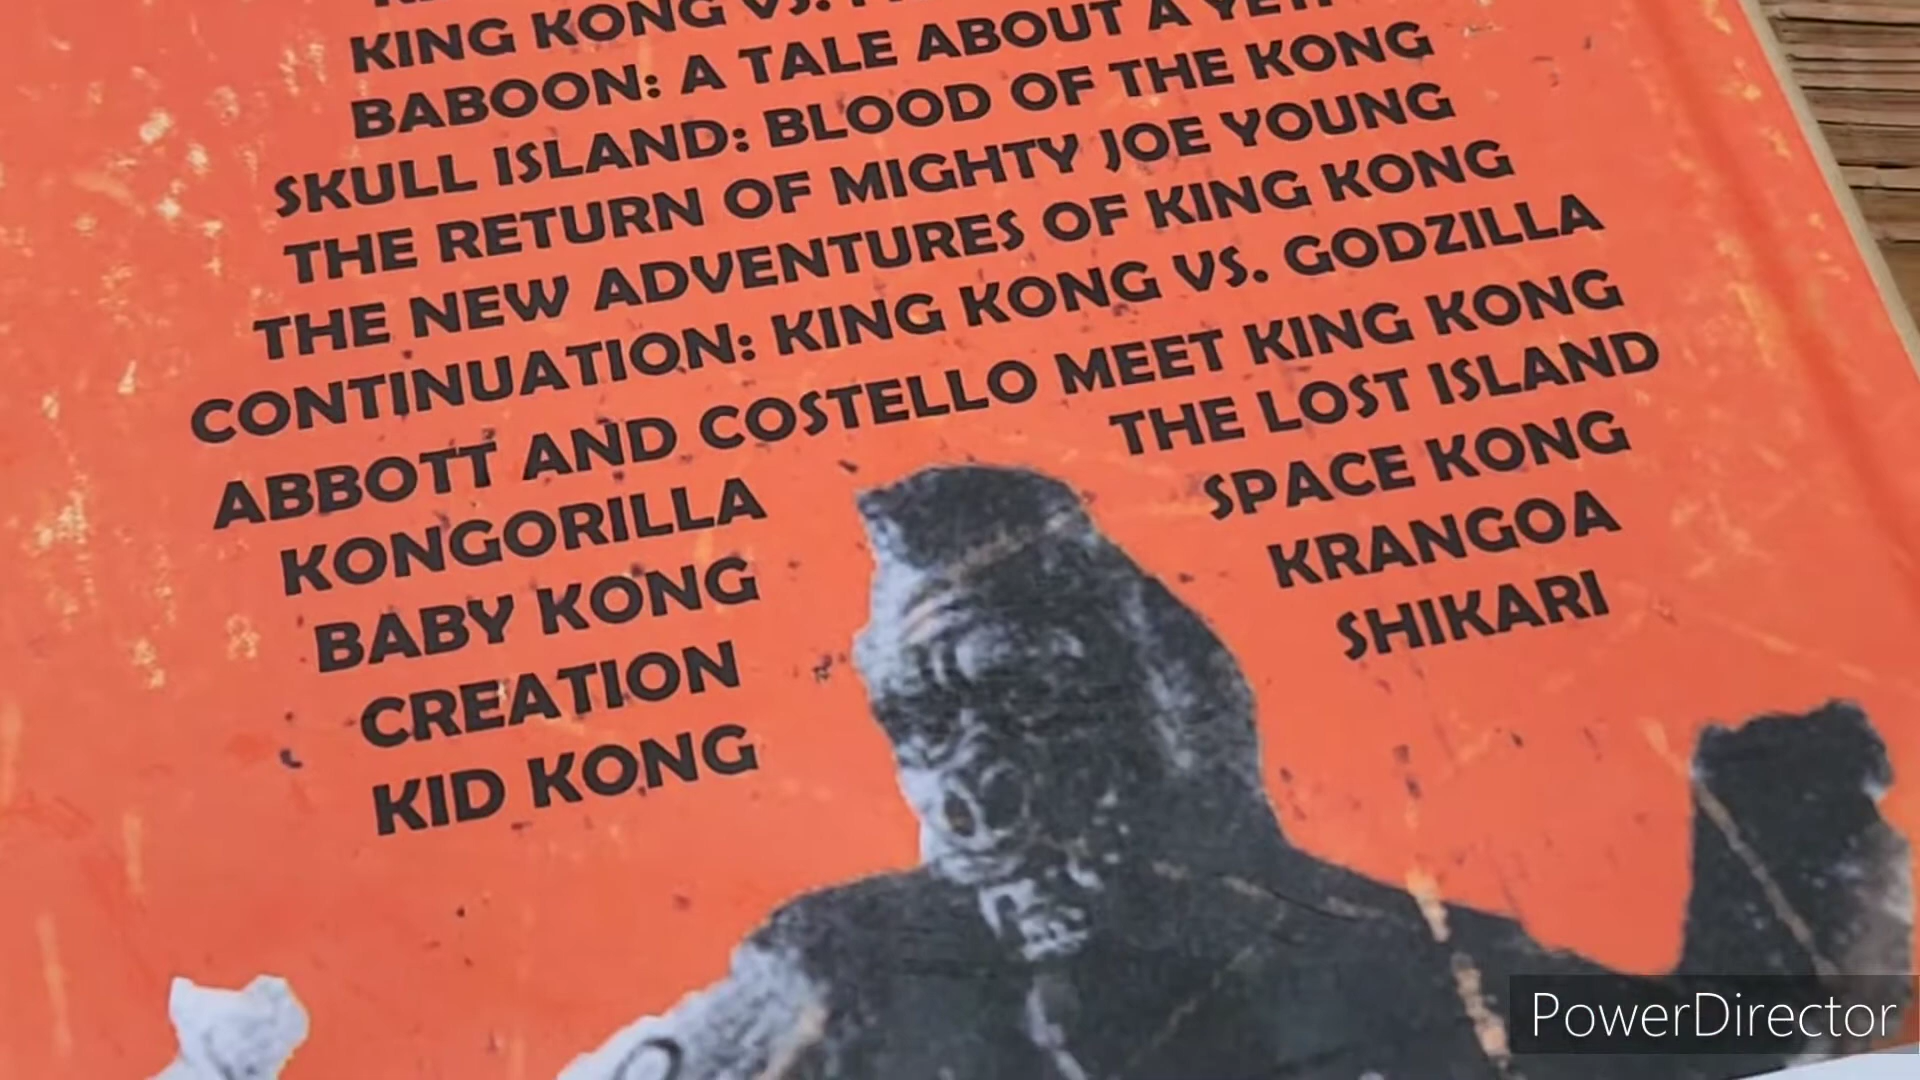 KING KONG VS.
BABOON: A TALE ABOUT A YETI
SKULL ISLAND: BLOOD OF THE KONG
THE RETURN OF MIGHTY JOE YOUNG
THE NEW ADVENTURES OF KING KONG
CONTINUATION: KING KONG VS. GODZILLA
ABBOTT AND COSTELLO MEET KING KONG
KONGORILLA
BABY KONG
CREATION
KID KONG
THE LOST ISLAND
SPACE KONG
KRANGOA
SHIKARI
PowerDirector